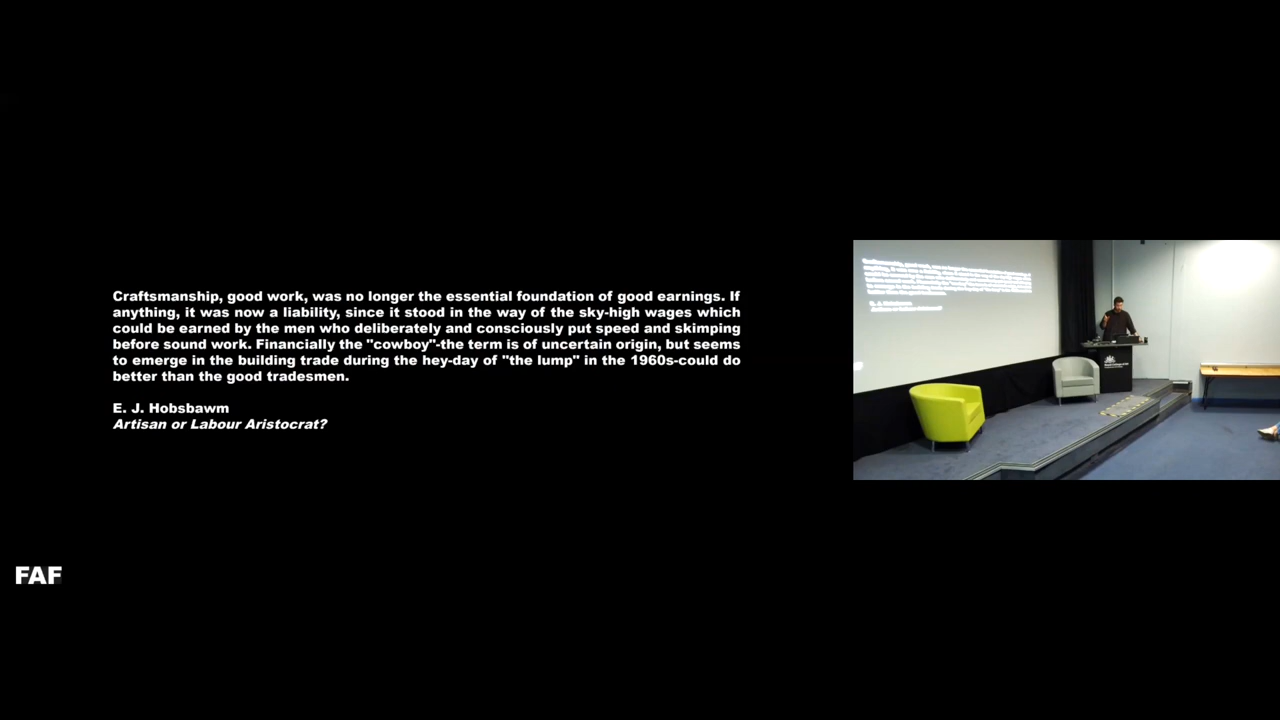 Craftsmanship, good work, was no longer the essential foundation of good earnings. If
anything, it was now a liability, since it stood in the way of the sky-high wages which
could be earned by the men who deliberately and consciously put speed and skimping
before sound work. Financially the "cowboy"-the term is of uncertain origin, but seems
to emerge in the building trade during the hey-day of "the lump" in the 1960s-could do
better than the good tradesmen.
E. J. Hobsbawm
Artisan or Labour Aristocrat?
FAF